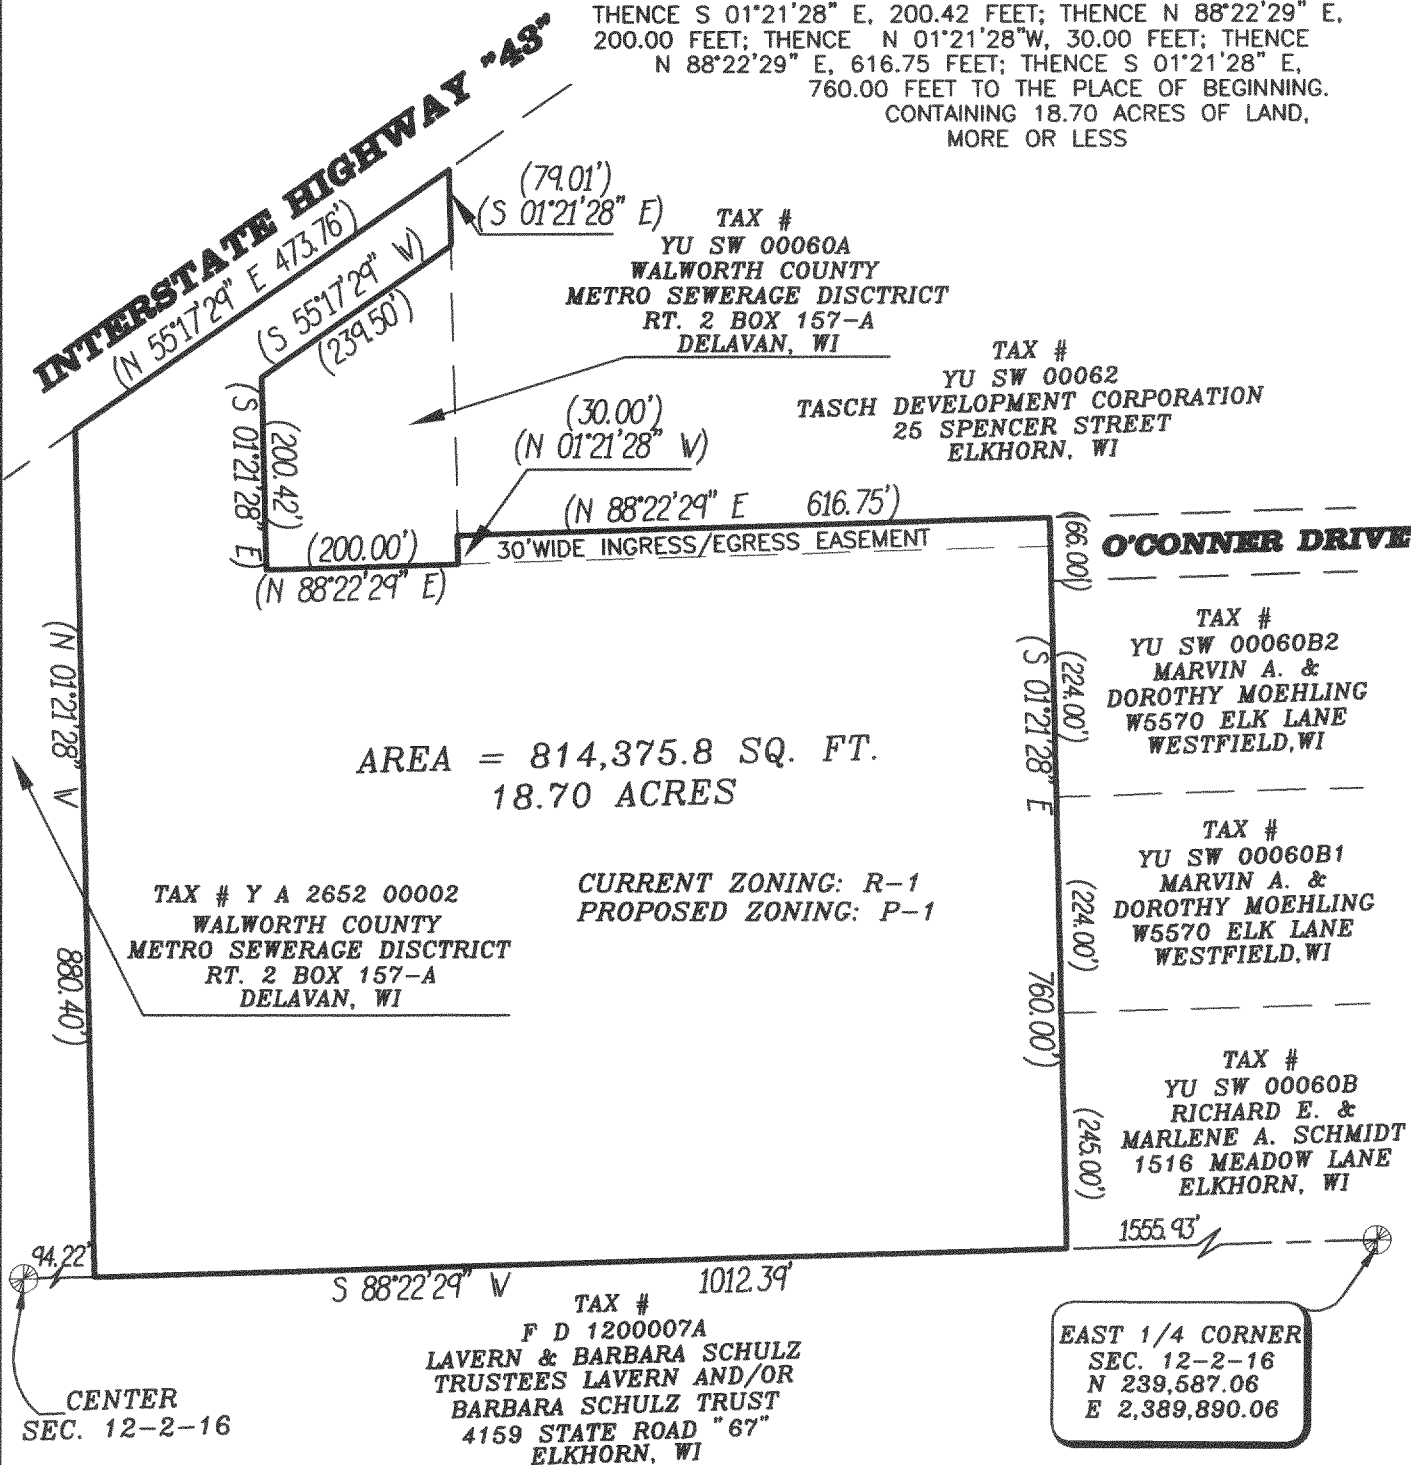 THENCE S 01°21'28" E, 200.42 FEET; THENCE N 88°22'29" E,
200.00 FEET; THENCE N 01°21'28"W, 30.00 FEET; THENCE
N 88°22'29" E, 616.75 FEET; THENCE S 01°21'28" E,
760.00 FEET TO THE PLACE OF BEGINNING.
CONTAINING 18.70 ACRES OF LAND,
MORE OR LESS
INTERSTATE HIGHWAY "43"
(N 55°17'29" E 473.76')
(S 55°17'29" W)
(239.50')
(79.01')
(S 01°21'28" E)
TAX #
YU SW 00060A
WALWORTH COUNTY
METRO SEWERAGE DISCTRICT
RT. 2 BOX 157-A
DELAVAN, WI
TAX #
YU SW 00062
TASCH DEVELOPMENT CORPORATION
25 SPENCER STREET
ELKHORN, WI
(30.00')
(N 01°21'28" W)
(S 01°21'28" E)
(200.42')
(200.00')
(N 88°22'29" E)
(N 88°22'29" E 616.75')
30'WIDE INGRESS/EGRESS EASEMENT
(66.00')
O'CONNER DRIVE
TAX #
YU SW 00060B2
MARVIN A. &
DOROTHY MOEHLING
W5570 ELK LANE
WESTFIELD,WI
(N 01°21'28" W
880.40')
(S 01°21'28" E
760.00')
(224.00')
AREA = 814,375.8 SQ. FT.
18.70 ACRES
CURRENT ZONING: R-1
PROPOSED ZONING: P-1
TAX # Y A 2652 00002
WALWORTH COUNTY
METRO SEWERAGE DISCTRICT
RT. 2 BOX 157-A
DELAVAN, WI
TAX #
YU SW 00060B1
MARVIN A. &
DOROTHY MOEHLING
W5570 ELK LANE
WESTFIELD,WI
(224.00')
TAX #
YU SW 00060B
RICHARD E. &
MARLENE A. SCHMIDT
1516 MEADOW LANE
ELKHORN, WI
(245.00')
1555.93'
94.22'
S 88°22'29" W 1012.39'
TAX #
F D 1200007A
LAVERN & BARBARA SCHULZ
TRUSTEES LAVERN AND/OR
BARBARA SCHULZ TRUST
4159 STATE ROAD "67"
ELKHORN, WI
CENTER
SEC. 12-2-16
EAST 1/4 CORNER
SEC. 12-2-16
N 239,587.06
E 2,389,890.06